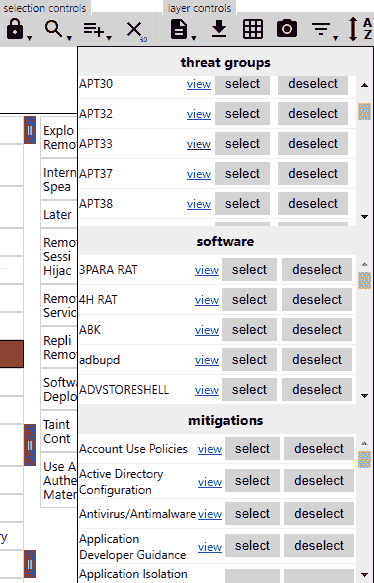 selection controls
layer controls
50
A
Z
threat groups
APT30 view select deselect
APT32 view select deselect
APT33 view select deselect
APT37 view select deselect
APT38 view select deselect
software
3PARA RAT view select deselect
4H RAT view select deselect
ABK view select deselect
adbupd view select deselect
ADVSTORESHELL view select deselect
mitigations
Account Use Policies view select deselect
Active Directory
Configuration view select deselect
Antivirus/Antimalware view select deselect
Application
Developer Guidance view select deselect
Application Isolation
Explo
Remo
Intern
Spea
Later
Remo
Sessi
Hijac
Remo
Servic
Repli
Remo
Softw
Deplo
Taint
Cont
Use A
Authe
Mater
ry